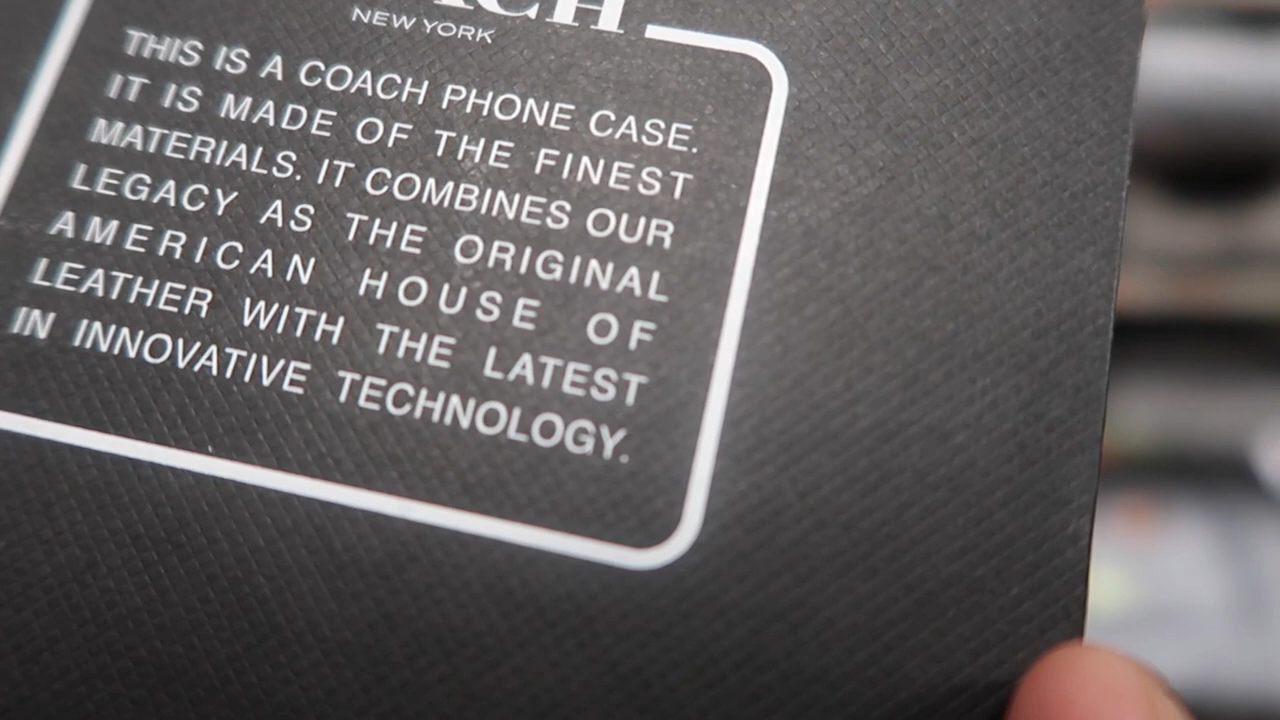 NEW YORK
THIS IS A COACH PHONE CASE.
IT IS MADE OF THE FINEST
MATERIALS. IT COMBINES OUR
LEGACY AS THE ORIGINAL
AMERICAN HOUSE OF
LEATHER WITH THE LATEST
IN INNOVATIVE TECHNOLOGY.